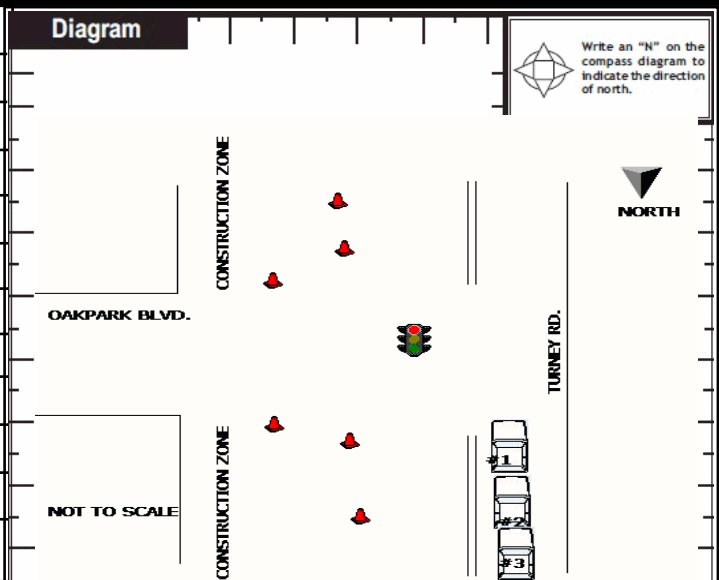 Diagram
Write an “N” on the
compass diagram to
indicate the direction
of north.
CONSTRUCTION ZONE
NORTH
OAKPARK BLVD.
TURNEY RD.
#1
CONSTRUCTION ZONE
NOT TO SCALE
#2
#3